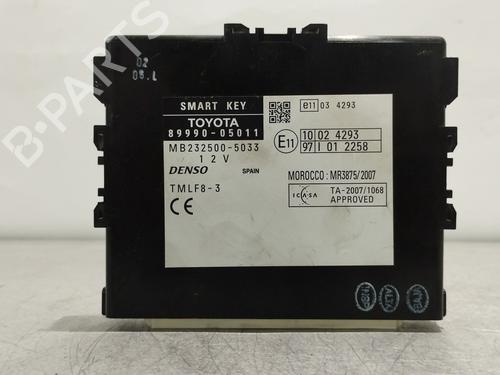 B-PARTS
02
05.L
SMART KEY
TOYOTA
89990-05011
MB232500-5033
12V
DENSO SPAIN
TMLF8-3
CE
e11 03 4293
E11
10 02 4293
97 I 01 2258
MOROCCO : MR3875/2007
ICASA
TA-2007/1068
APPROVED
ALTA